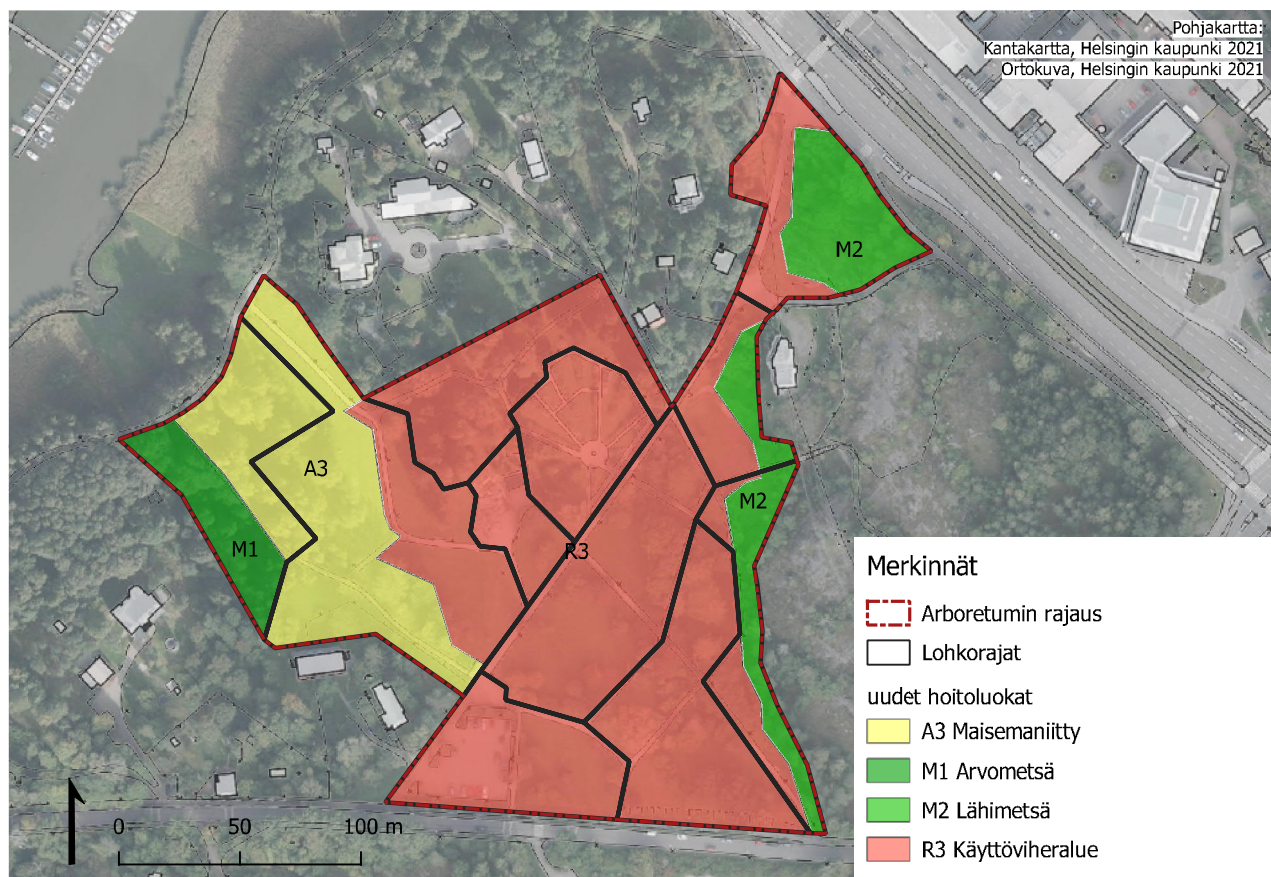 Pohjakartta:
Kantakartta, Helsingin kaupunki 2021
Ortokuva, Helsingin kaupunki 2021
M2
A3
M2
M1
R3
Merkinnät
Arboretumin rajaus
Lohkorajat
uudet hoitoluokat
A3 Maisemaniitty
M1 Arvometsä
M2 Lähimetsä
R3 Käyttöviheralue
0 50 100 m